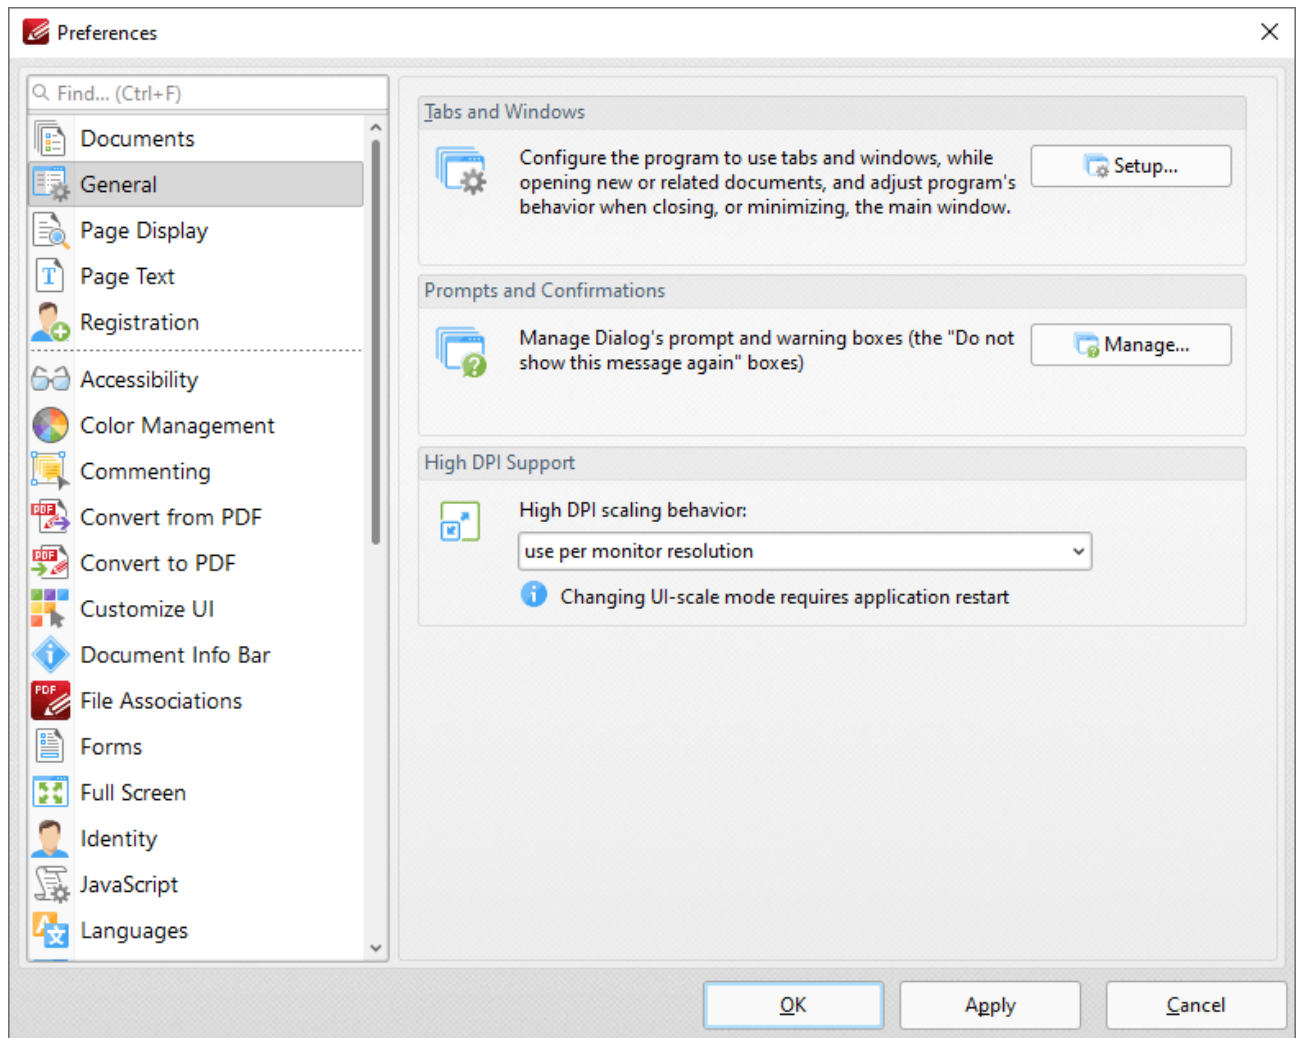 Preferences
Find... (Ctrl+F)
Documents
General
Page Display
Page Text
Registration
Accessibility
Color Management
Commenting
Convert from PDF
Convert to PDF
Customize UI
Document Info Bar
File Associations
Forms
Full Screen
Identity
JavaScript
Languages
Tabs and Windows
Configure the program to use tabs and windows, while
opening new or related documents, and adjust program's
behavior when closing, or minimizing, the main window.
Setup...
Prompts and Confirmations
Manage Dialog's prompt and warning boxes (the "Do not
show this message again" boxes)
Manage...
High DPI Support
High DPI scaling behavior:
use per monitor resolution
Changing UI-scale mode requires application restart
OK
Apply
Cancel